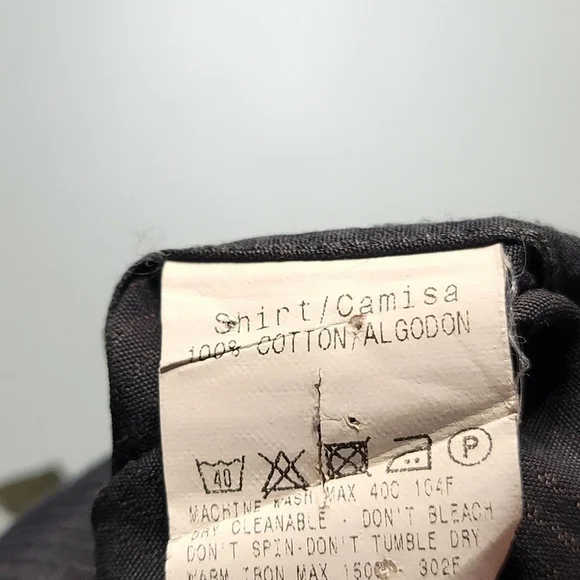 Shirt/Camisa
100% COTTON/ALGODON
40 P
MACHINE WASH MAX 40C 104F
DRY CLEANABLE - DON'T BLEACH
DON'T SPIN-DON'T TUMBLE DRY
WARM IRON MAX 150C - 302F